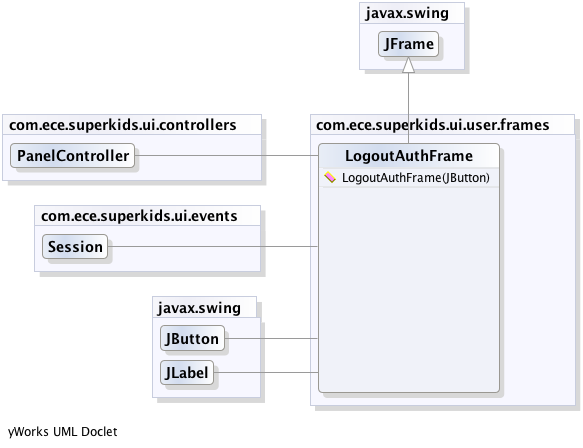 javax.swing
JFrame
com.ece.superkids.ui.controllers
PanelController
com.ece.superkids.ui.user.frames
LogoutAuthFrame
LogoutAuthFrame(JButton)
com.ece.superkids.ui.events
Session
javax.swing
JButton
JLabel
yWorks UML Doclet